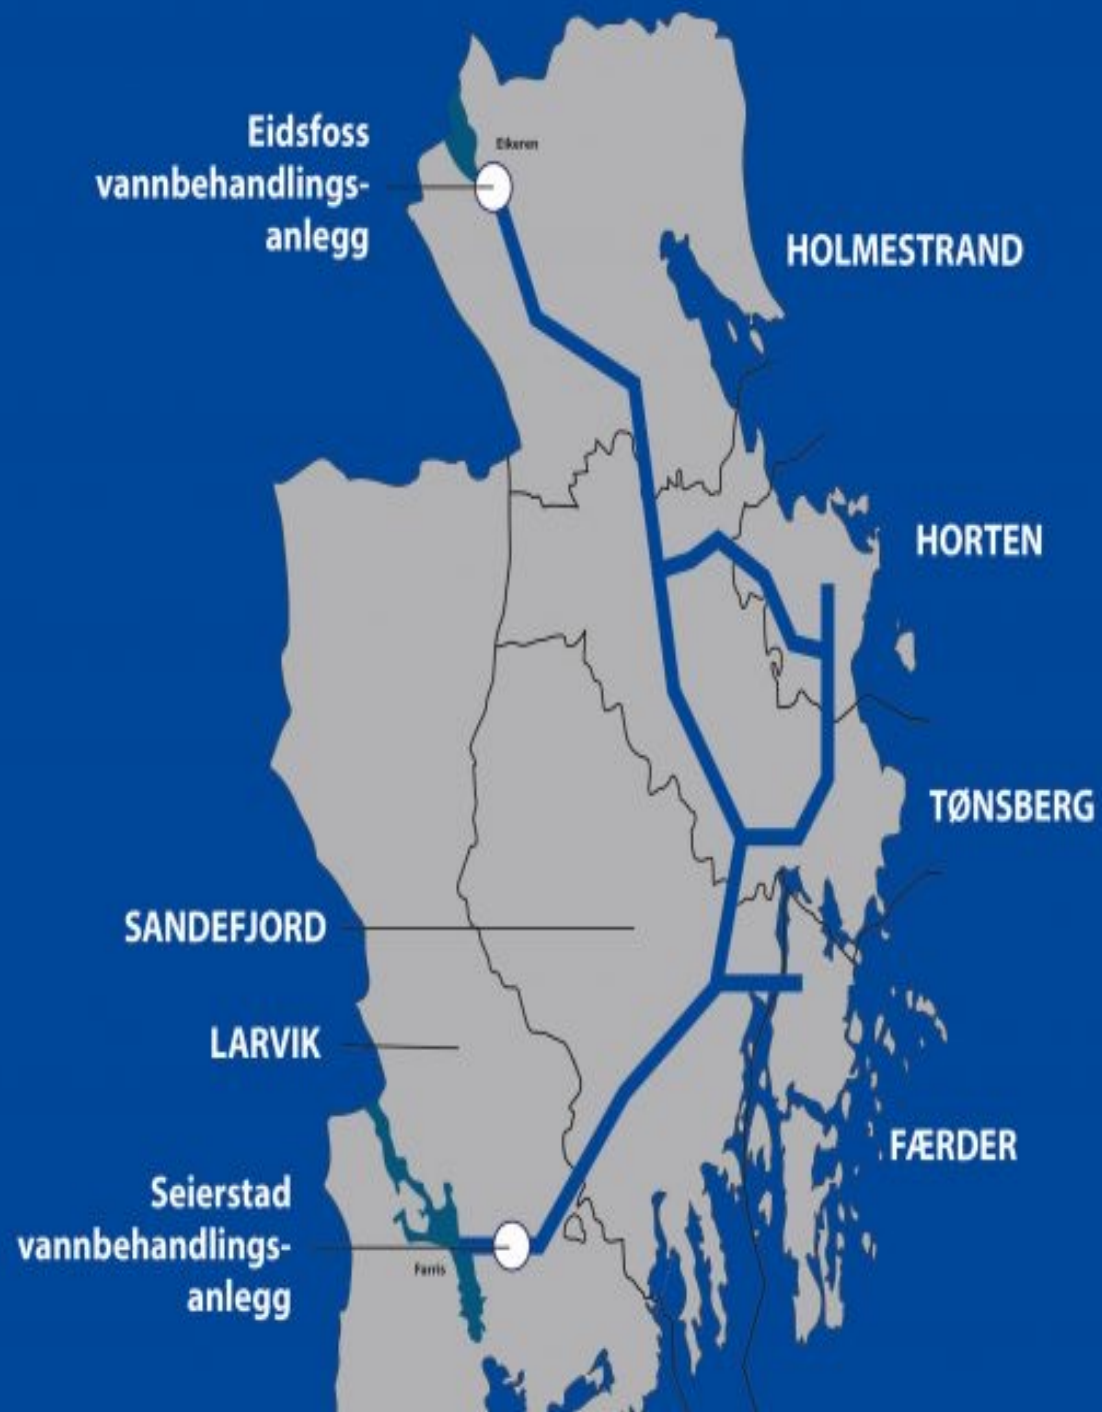 Eidsfoss
vannbehandlings-
anlegg
Eikeren
HOLMESTRAND
HORTEN
TØNSBERG
SANDEFJORD
LARVIK
FÆRDER
Seierstad
vannbehandlings-
anlegg
Farris